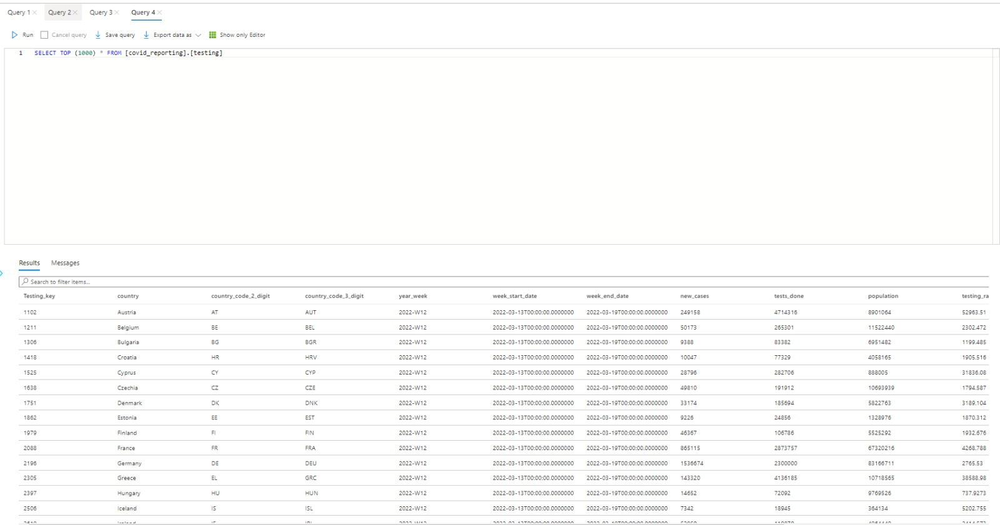 Query 1 Query 2 Query 3 Query 4
Run Cancel query Save query Export data as Show only Editor
1 SELECT TOP (1000) * FROM [covid_reporting].[testing]
Results Messages
Search to filter items...
Testing_key country country_code_2_digit country_code_3_digit year_week week_start_date week_end_date new_cases tests_done population testing_ra
1102 Austria AT AUT 2022-W12 2022-03-13T00:00:00.0000000 2022-03-19T00:00:00.0000000 249158 4714316 8901064 52963.51
1211 Belgium BE BEL 2022-W12 2022-03-13T00:00:00.0000000 2022-03-19T00:00:00.0000000 50173 265301 11522440 2302.472
1306 Bulgaria BG BGR 2022-W12 2022-03-13T00:00:00.0000000 2022-03-19T00:00:00.0000000 9388 83382 6951482 1199.485
1418 Croatia HR HRV 2022-W12 2022-03-13T00:00:00.0000000 2022-03-19T00:00:00.0000000 10047 77329 4058165 1905.516
1525 Cyprus CY CYP 2022-W12 2022-03-13T00:00:00.0000000 2022-03-19T00:00:00.0000000 28796 282706 888005 31836.08
1638 Czechia CZ CZE 2022-W12 2022-03-13T00:00:00.0000000 2022-03-19T00:00:00.0000000 49810 191912 10693939 1794.587
1751 Denmark DK DNK 2022-W12 2022-03-13T00:00:00.0000000 2022-03-19T00:00:00.0000000 33174 185694 5822763 3189.104
1862 Estonia EE EST 2022-W12 2022-03-13T00:00:00.0000000 2022-03-19T00:00:00.0000000 9226 24856 1328976 1870.312
1979 Finland FI FIN 2022-W12 2022-03-13T00:00:00.0000000 2022-03-19T00:00:00.0000000 46367 106786 5525292 1932.676
2088 France FR FRA 2022-W12 2022-03-13T00:00:00.0000000 2022-03-19T00:00:00.0000000 865115 2873757 67320216 4268.788
2196 Germany DE DEU 2022-W12 2022-03-13T00:00:00.0000000 2022-03-19T00:00:00.0000000 1536674 2300000 83166711 2765.53
2305 Greece EL GRC 2022-W12 2022-03-13T00:00:00.0000000 2022-03-19T00:00:00.0000000 143320 4136185 10718565 38588.98
2397 Hungary HU HUN 2022-W12 2022-03-13T00:00:00.0000000 2022-03-19T00:00:00.0000000 14652 72092 9769526 737.9273
2506 Iceland IS ISL 2022-W12 2022-03-13T00:00:00.0000000 2022-03-19T00:00:00.0000000 7342 18945 364134 5202.755